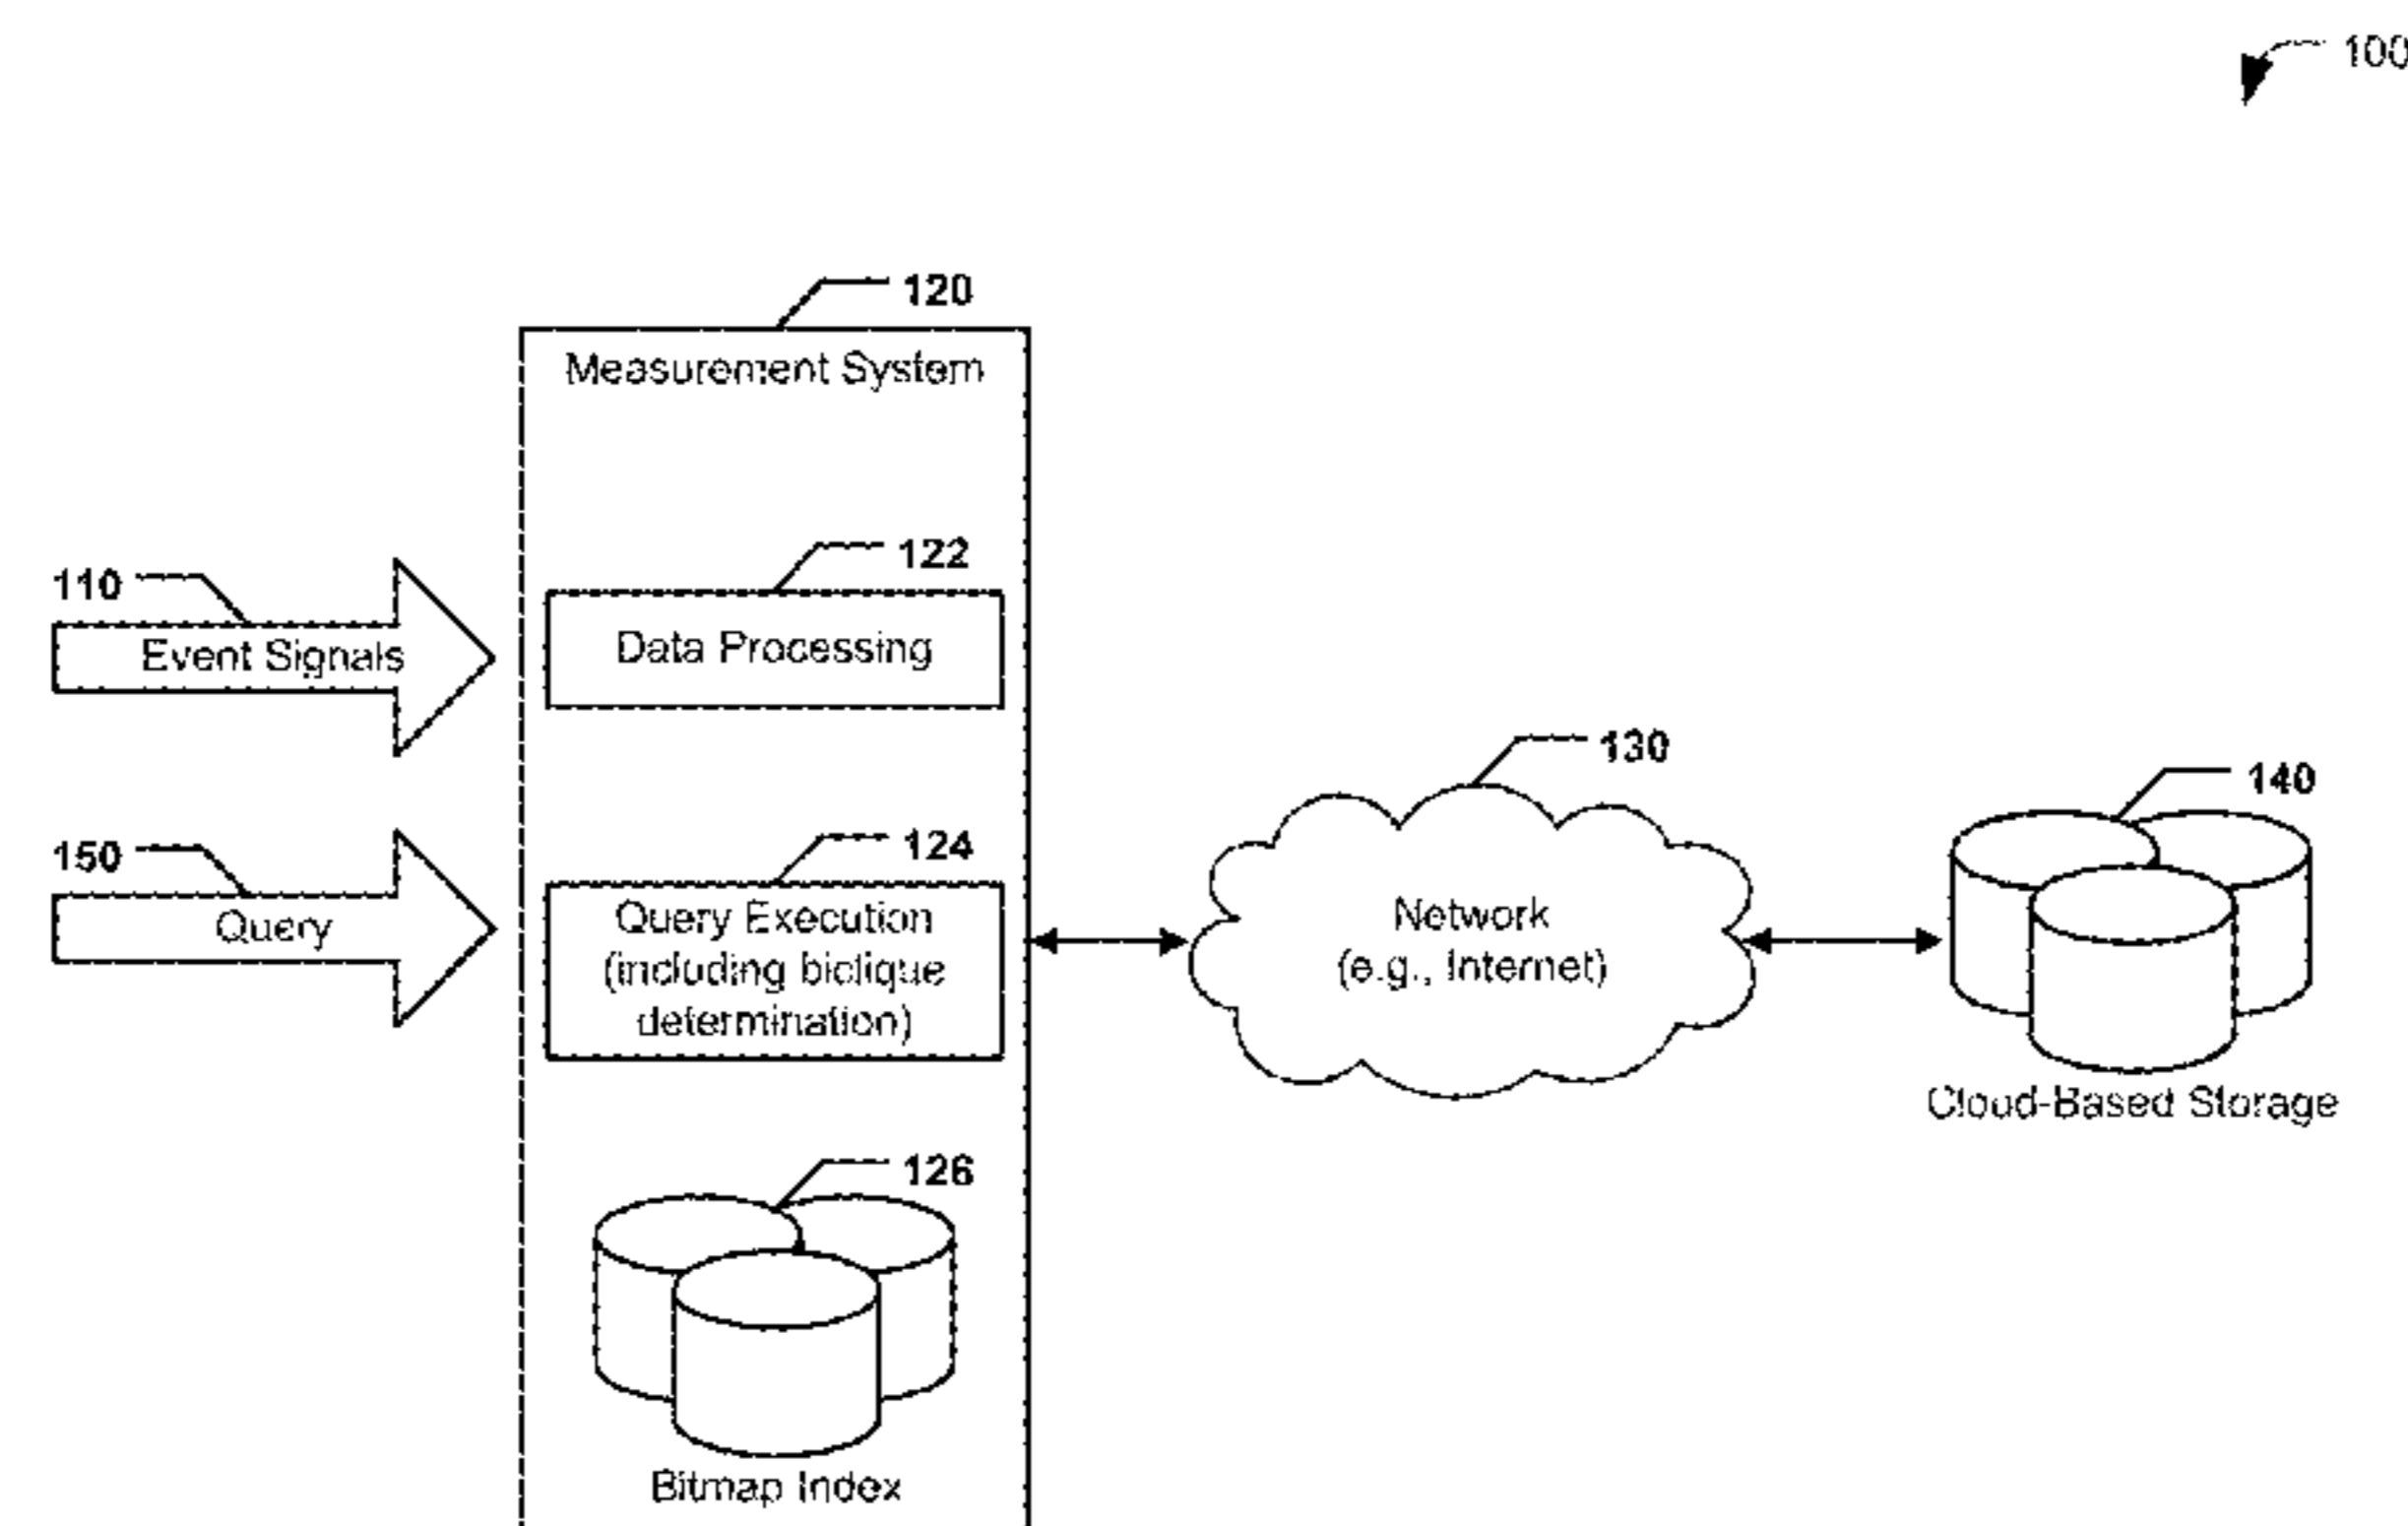 100
120
Measurement System
122
110
Data Processing
Event Signals
130
140
124
150
Query Execution
(including biclique
determination)
Query
Network
(e.g., Internet)
Cloud-Based Storage
126
Bitmap Index